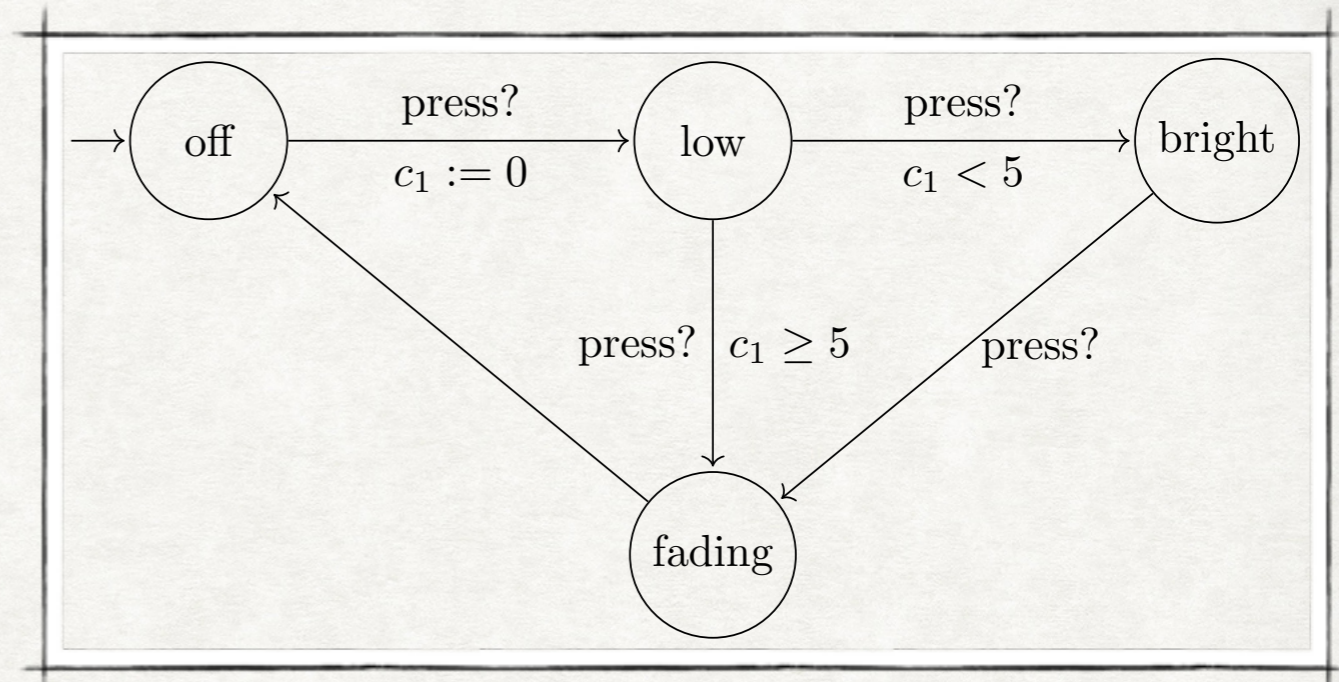 press?
press?
off
low
bright
c₁ := 0
c₁ < 5
press?
c₁ ≥ 5
press?
fading